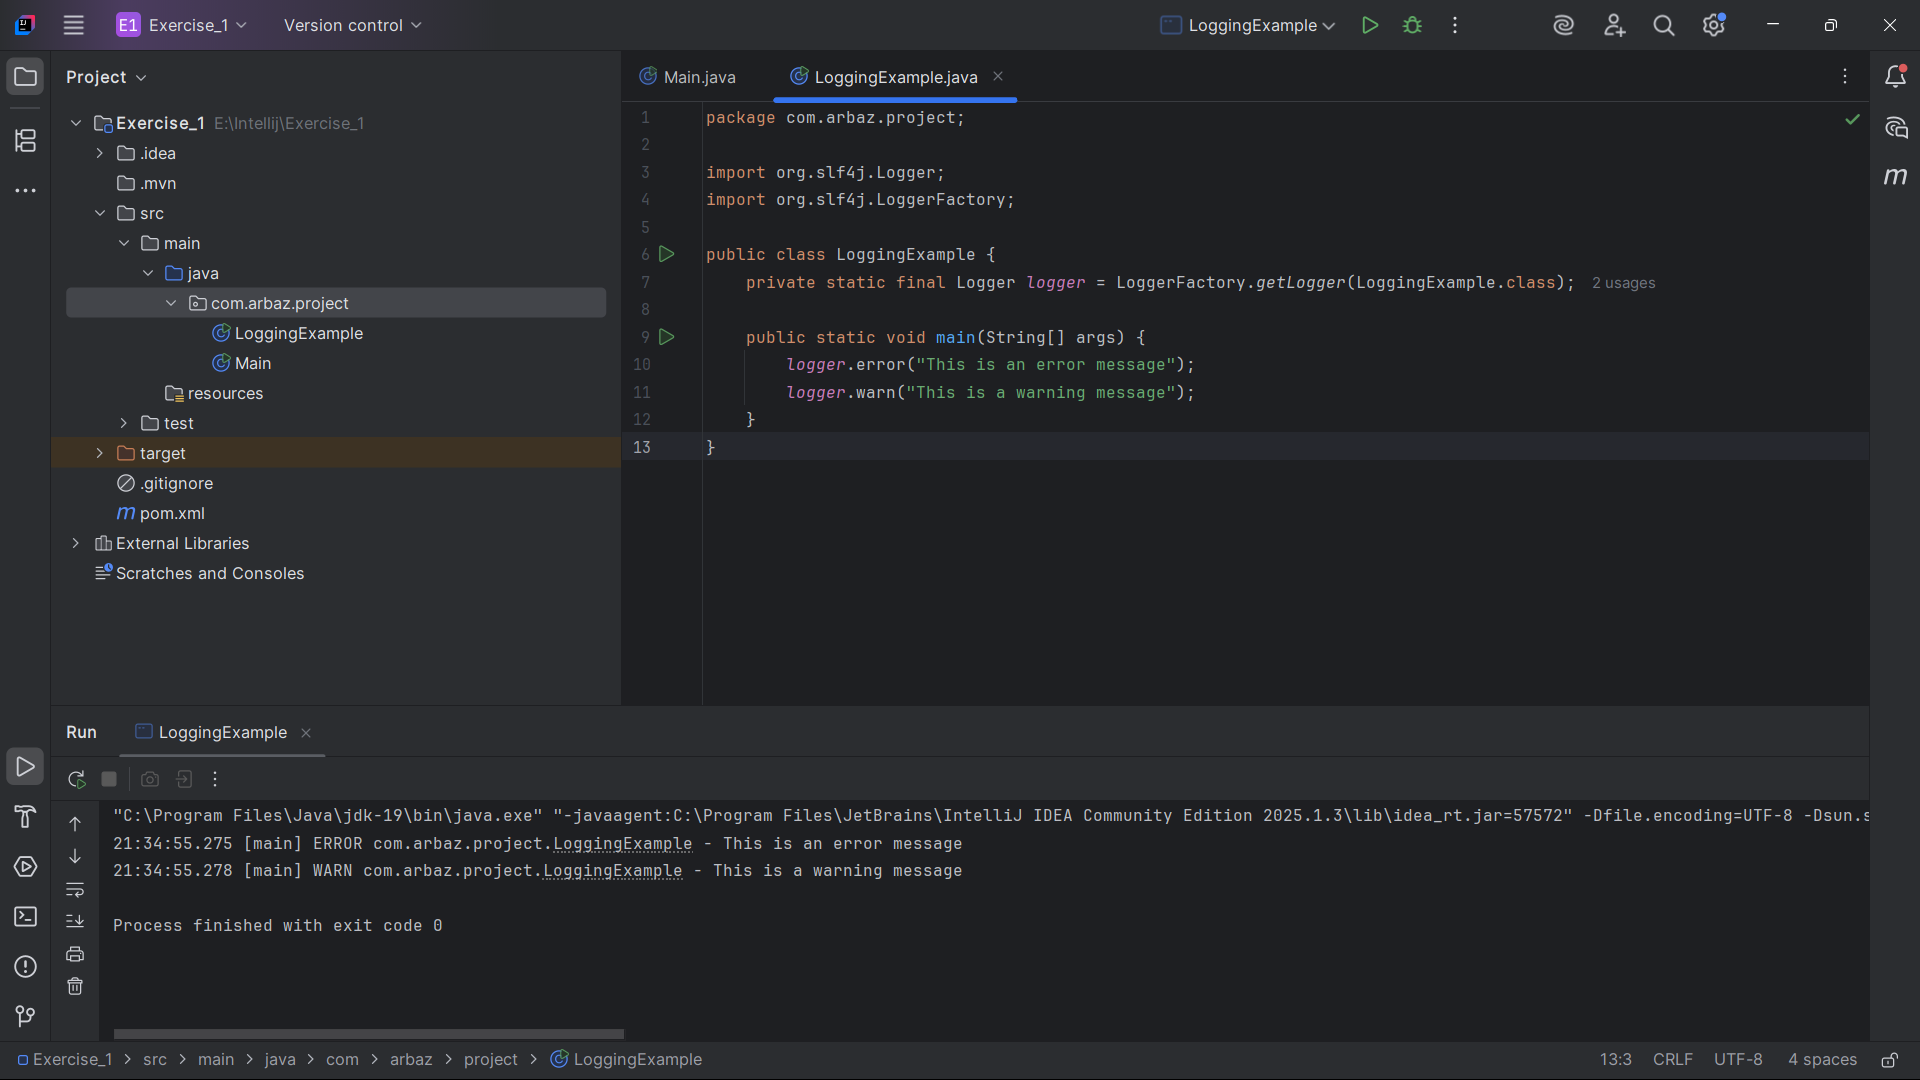 E1 Exercise_1 Version control LoggingExample
Project
Main.java LoggingExample.java
Exercise_1 E:\Intellij\Exercise_1
.idea
.mvn
src
main
java
com.arbaz.project
LoggingExample
Main
resources
test
target
.gitignore
m pom.xml
External Libraries
Scratches and Consoles
1 package com.arbaz.project;
2
3 import org.slf4j.Logger;
4 import org.slf4j.LoggerFactory;
5
6 public class LoggingExample {
7 private static final Logger logger = LoggerFactory.getLogger(LoggingExample.class); 2 usages
8
9 public static void main(String[] args) {
10 logger.error("This is an error message");
11 logger.warn("This is a warning message");
12 }
13 }
m
Run LoggingExample
"C:\Program Files\Java\jdk-19\bin\java.exe" "-javaagent:C:\Program Files\JetBrains\IntelliJ IDEA Community Edition 2025.1.3\lib\idea_rt.jar=57572" -Dfile.encoding=UTF-8 -Dsun.s
21:34:55.275 [main] ERROR com.arbaz.project.LoggingExample - This is an error message
21:34:55.278 [main] WARN com.arbaz.project.LoggingExample - This is a warning message
Process finished with exit code 0
Exercise_1 > src > main > java > com > arbaz > project > LoggingExample 13:3 CRLF UTF-8 4 spaces